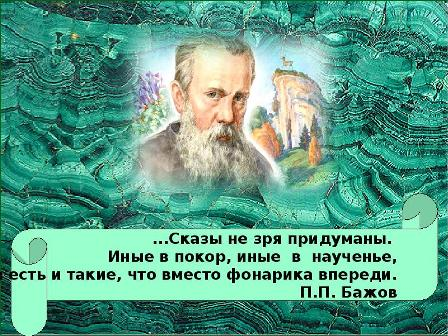 ...Сказы не зря придуманы.
Иные в покор, иные в наученье,
есть и такие, что вместо фонарика впереди.
П.П. Бажов